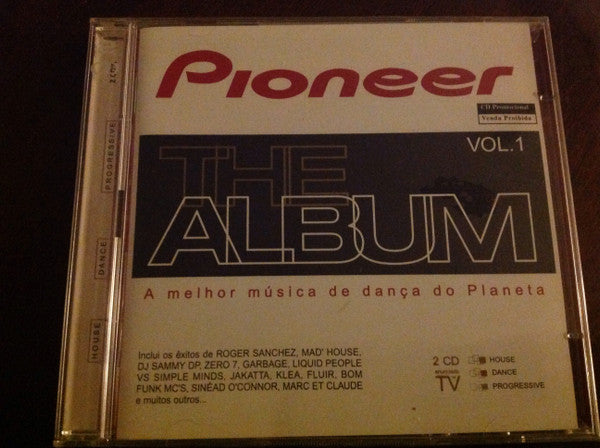 Pioneer
CD Promocional
Venda Proibida
VOL.1
THE
ALBUM
A melhor música de dança do Planeta
Inclui os êxitos de ROGER SANCHEZ, MAD' HOUSE,
DJ SAMMY DP, ZERO 7, GARBAGE, LIQUID PEOPLE
VS SIMPLE MINDS, JAKATTA, KLEA, FLUIR, BOM
FUNK MC'S, SINÉAD O'CONNOR, MARC ET CLAUDE
e muitos outros...
2 CD
TV
HOUSE
DANCE
PROGRESSIVE
HOUSE
DANCE
PROGRESSIVE